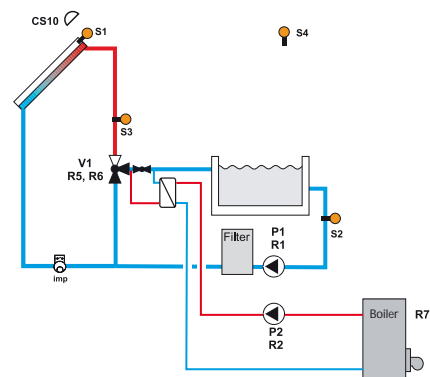 CS10
S1
S4
S3
V1
R5, R6
S2
Filter
P1
R1
imp
P2
R2
Boiler
R7